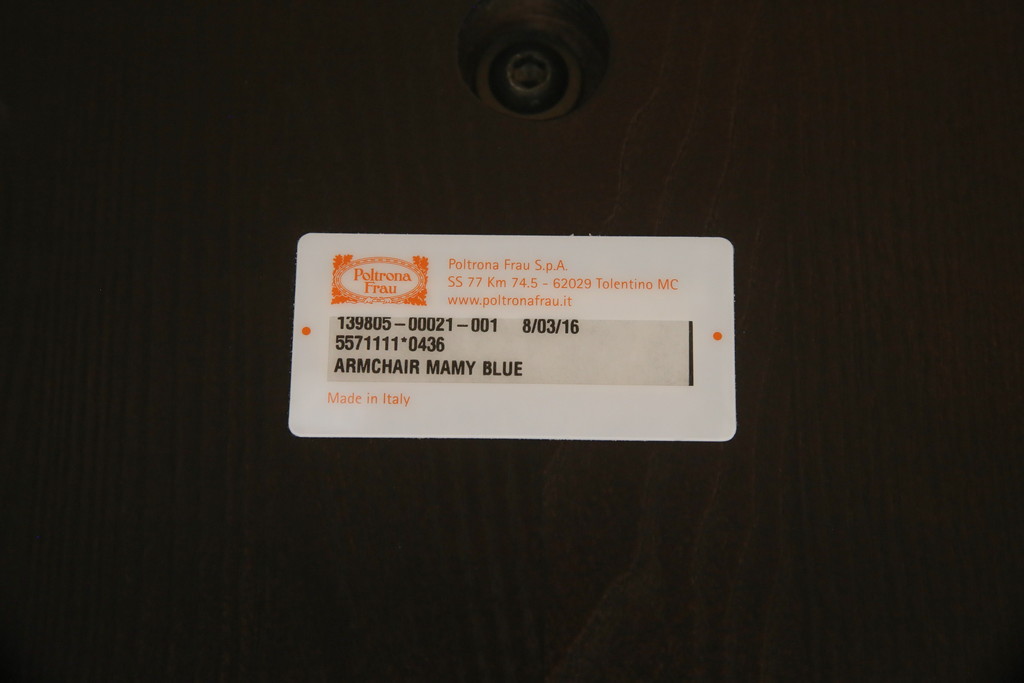 Poltrona
Frau
Poltrona Frau S.p.A.
SS 77 Km 74.5 - 62029 Tolentino MC
www.poltronafrau.it
139805-00021-001 8/03/16
5571111*0436
ARMCHAIR MAMY BLUE
Made in Italy